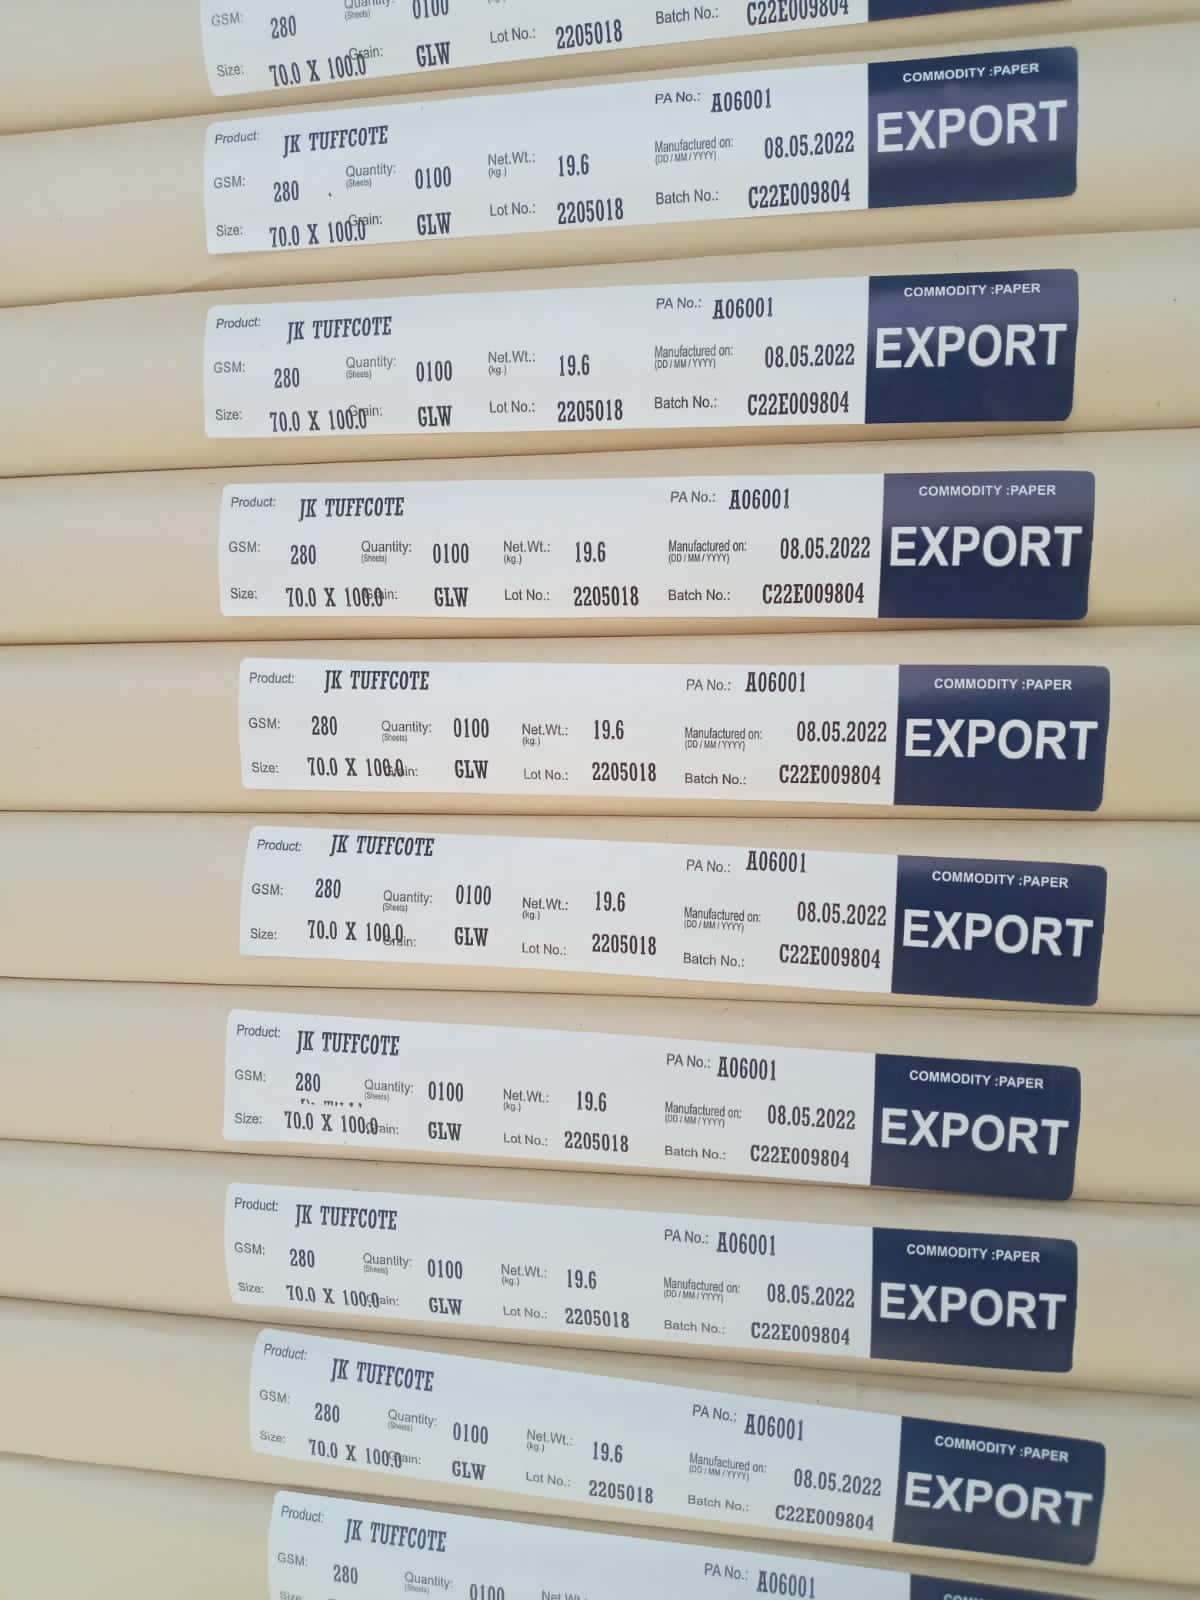 GSM: 280 Quantity: (Sheets) 0100 Batch No.: C22E009804
Size: 70.0 X 100.0 Grain: GLW Lot No.: 2205018
Product: JK TUFFCOTE PA No.: A06001 COMMODITY :PAPER
GSM: 280 Quantity: (Sheets) 0100 Net.Wt.: (kg.) 19.6 Manufactured on: (DD / MM / YYYY) 08.05.2022 EXPORT
Size: 70.0 X 100.0 Grain: GLW Lot No.: 2205018 Batch No.: C22E009804
Product: JK TUFFCOTE PA No.: A06001 COMMODITY :PAPER
GSM: 280 Quantity: (Sheets) 0100 Net.Wt.: (kg.) 19.6 Manufactured on: (DD / MM / YYYY) 08.05.2022 EXPORT
Size: 70.0 X 100.0 Grain: GLW Lot No.: 2205018 Batch No.: C22E009804
Product: JK TUFFCOTE PA No.: A06001 COMMODITY :PAPER
GSM: 280 Quantity: (Sheets) 0100 Net.Wt.: (kg.) 19.6 Manufactured on: (DD / MM / YYYY) 08.05.2022 EXPORT
Size: 70.0 X 100.0 Grain: GLW Lot No.: 2205018 Batch No.: C22E009804
Product: JK TUFFCOTE PA No.: A06001 COMMODITY :PAPER
GSM: 280 Quantity: (Sheets) 0100 Net.Wt.: (kg.) 19.6 Manufactured on: (DD / MM / YYYY) 08.05.2022 EXPORT
Size: 70.0 X 100.0 Grain: GLW Lot No.: 2205018 Batch No.: C22E009804
Product: JK TUFFCOTE PA No.: A06001 COMMODITY :PAPER
GSM: 280 Quantity: (Sheets) 0100 Net.Wt.: (kg.) 19.6 Manufactured on: (DD / MM / YYYY) 08.05.2022 EXPORT
Size: 70.0 X 100.0 Grain: GLW Lot No.: 2205018 Batch No.: C22E009804
Product: JK TUFFCOTE PA No.: A06001 COMMODITY :PAPER
GSM: 280 Quantity: (Sheets) 0100 Net.Wt.: (kg.) 19.6 Manufactured on: (DD / MM / YYYY) 08.05.2022 EXPORT
Size: 70.0 X 100.0 Grain: GLW Lot No.: 2205018 Batch No.: C22E009804
Product: JK TUFFCOTE PA No.: A06001 COMMODITY :PAPER
GSM: 280 Quantity: (Sheets) 0100 Net.Wt.: (kg.) 19.6 Manufactured on: (DD / MM / YYYY) 08.05.2022 EXPORT
Size: 70.0 X 100.0 Grain: GLW Lot No.: 2205018 Batch No.: C22E009804
Product: JK TUFFCOTE PA No.: A06001 COMMODITY :PAPER
GSM: 280 Quantity: (Sheets) 0100 Net.Wt.: (kg.) 19.6 Manufactured on: (DD / MM / YYYY) 08.05.2022 EXPORT
Size: 70.0 X 100.0 Grain: GLW Lot No.: 2205018 Batch No.: C22E009804
Product: JK TUFFCOTE PA No.: A06001
GSM: 280 Quantity: (Sheets) 0100